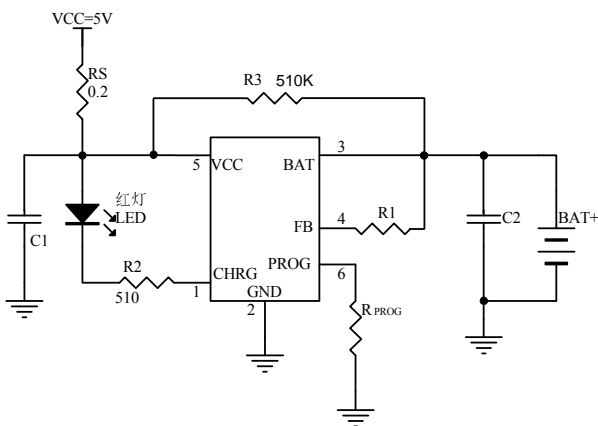 VCC=5V
RS
0.2
R3 510K
3
5
VCC
BAT
红灯
LED
C1
FB
4
R1
C2
BAT+
PROG
6
R2
510
CHRG
1
GND
2
R PROG